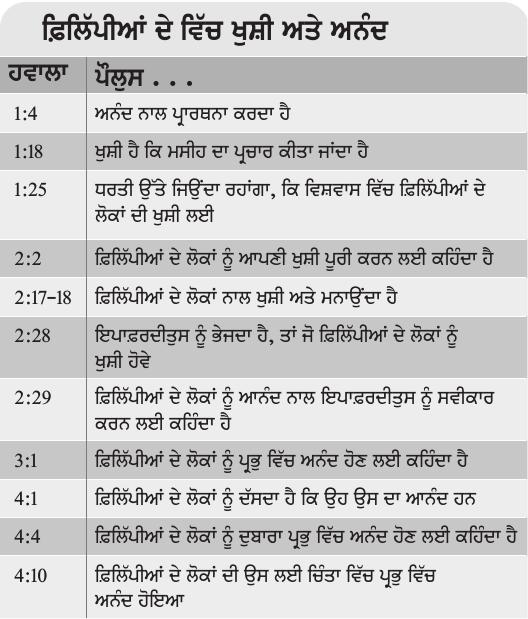 ਫ਼ਿਲਿੱਪੀਆਂ ਦੇ ਵਿੱਚ ਖੁਸ਼ੀ ਅਤੇ ਅਨੰਦ
ਹਵਾਲਾ ਪੌਲੁਸ . . .
1:4 ਅਨੰਦ ਨਾਲ ਪ੍ਰਾਰਥਨਾ ਕਰਦਾ ਹੈ
1:18 ਖੁਸ਼ੀ ਹੈ ਕਿ ਮਸੀਹ ਦਾ ਪ੍ਰਚਾਰ ਕੀਤਾ ਜਾਂਦਾ ਹੈ
1:25 ਧਰਤੀ ਉੱਤੇ ਜਿਉਂਦਾ ਰਹਾਂਗਾ, ਕਿ ਵਿਸ਼ਵਾਸ ਵਿੱਚ ਫ਼ਿਲਿੱਪੀਆਂ ਦੇ
ਲੋਕਾਂ ਦੀ ਖੁਸ਼ੀ ਲਈ
2:2 ਫ਼ਿਲਿੱਪੀਆਂ ਦੇ ਲੋਕਾਂ ਨੂੰ ਆਪਣੀ ਖੁਸ਼ੀ ਪੂਰੀ ਕਰਨ ਲਈ ਕਹਿੰਦਾ ਹੈ
2:17–18 ਫ਼ਿਲਿੱਪੀਆਂ ਦੇ ਲੋਕਾਂ ਨਾਲ ਖੁਸ਼ੀ ਅਤੇ ਮਨਾਉਂਦਾ ਹੈ
2:28 ਇਪਾਫ਼ਰਦੀਤੁਸ ਨੂੰ ਭੇਜਦਾ ਹੈ, ਤਾਂ ਜੋ ਫ਼ਿਲਿੱਪੀਆਂ ਦੇ ਲੋਕਾਂ ਨੂੰ
ਖੁਸ਼ੀ ਹੋਵੇ
2:29 ਫ਼ਿਲਿੱਪੀਆਂ ਦੇ ਲੋਕਾਂ ਨੂੰ ਆਨੰਦ ਨਾਲ ਇਪਾਫ਼ਰਦੀਤੁਸ ਨੂੰ ਸਵੀਕਾਰ
ਕਰਨ ਲਈ ਕਹਿੰਦਾ ਹੈ
3:1 ਫ਼ਿਲਿੱਪੀਆਂ ਦੇ ਲੋਕਾਂ ਨੂੰ ਪ੍ਰਭੁ ਵਿੱਚ ਅਨੰਦ ਹੋਣ ਲਈ ਕਹਿੰਦਾ ਹੈ
4:1 ਫ਼ਿਲਿੱਪੀਆਂ ਦੇ ਲੋਕਾਂ ਨੂੰ ਦੱਸਦਾ ਹੈ ਕਿ ਉਹ ਉਸ ਦਾ ਆਨੰਦ ਹਨ
4:4 ਫ਼ਿਲਿੱਪੀਆਂ ਦੇ ਲੋਕਾਂ ਨੂੰ ਦੁਬਾਰਾ ਪ੍ਰਭੁ ਵਿੱਚ ਅਨੰਦ ਹੋਣ ਲਈ ਕਹਿੰਦਾ ਹੈ
4:10 ਫ਼ਿਲਿੱਪੀਆਂ ਦੇ ਲੋਕਾਂ ਦੀ ਉਸ ਲਈ ਚਿੰਤਾ ਵਿੱਚ ਪ੍ਰਭੁ ਵਿੱਚ
ਅਨੰਦ ਹੋਇਆ